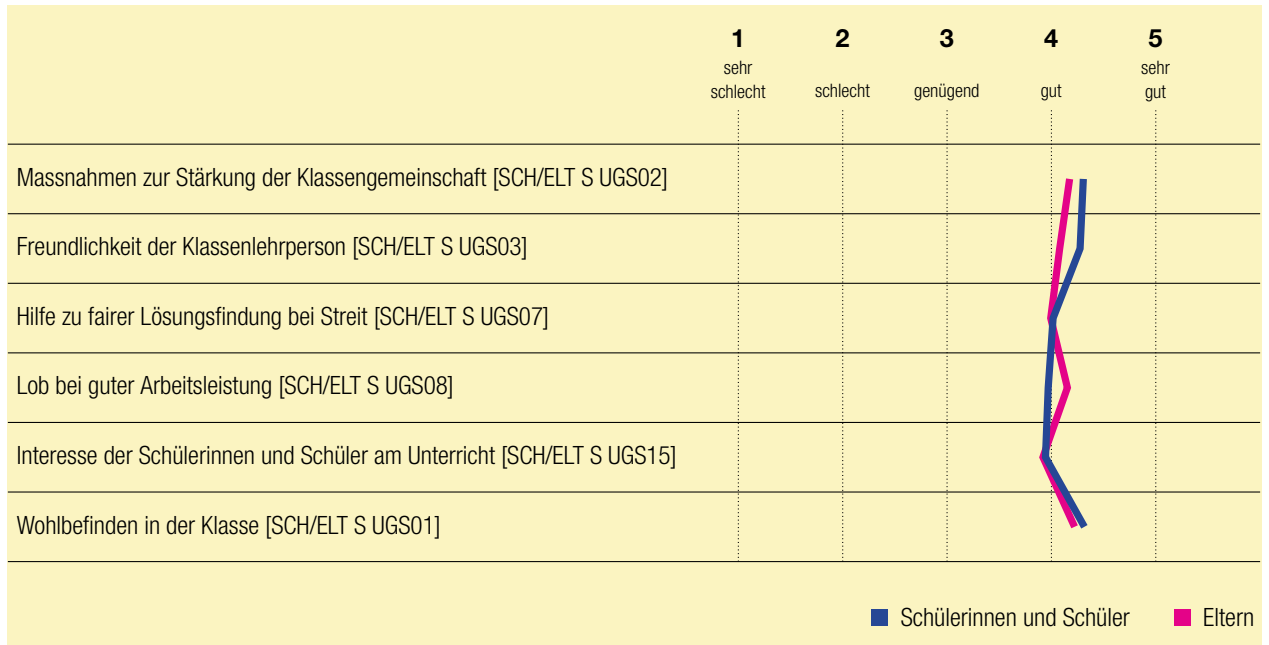 1 2 3 4 5
sehr schlecht schlecht genügend gut sehr gut
Massnahmen zur Stärkung der Klassengemeinschaft [SCH/ELT S UGS02]
Freundlichkeit der Klassenlehrperson [SCH/ELT S UGS03]
Hilfe zu fairer Lösungsfindung bei Streit [SCH/ELT S UGS07]
Lob bei guter Arbeitsleistung [SCH/ELT S UGS08]
Interesse der Schülerinnen und Schüler am Unterricht [SCH/ELT S UGS15]
Wohlbefinden in der Klasse [SCH/ELT S UGS01]
Schülerinnen und Schüler Eltern